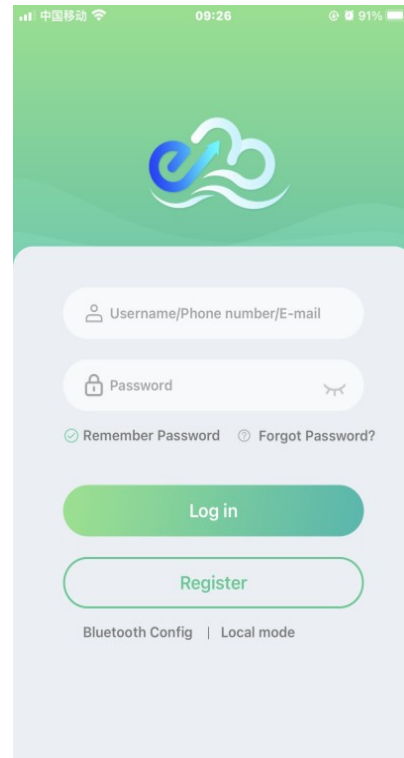 中国移动 09:26 91%
Username/Phone number/E-mail
Password
Remember Password Forgot Password?
Log in
Register
Bluetooth Config | Local mode